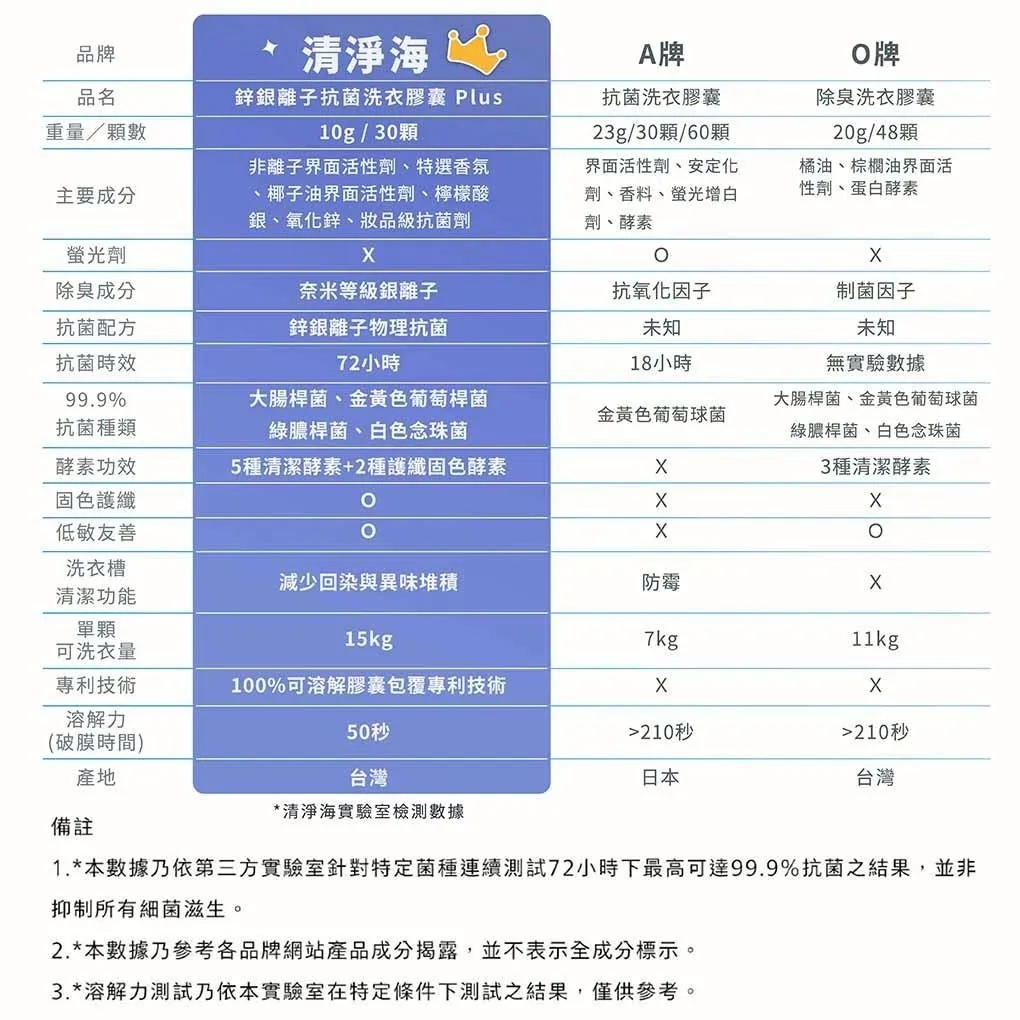 品牌 清淨海 A牌 O牌
品名 鋅銀離子抗菌洗衣膠囊 Plus 抗菌洗衣膠囊 除臭洗衣膠囊
重量／顆數 10g / 30顆 23g/30顆/60顆 20g/48顆
主要成分
非離子界面活性劑、特選香氛
、椰子油界面活性劑、檸檬酸
銀、氧化鋅、妝品級抗菌劑
界面活性劑、安定化
劑、香料、螢光增白
劑、酵素
橘油、棕櫚油界面活
性劑、蛋白酵素
螢光劑 X O X
除臭成分 奈米等級銀離子 抗氧化因子 制菌因子
抗菌配方 鋅銀離子物理抗菌 未知 未知
抗菌時效 72小時 18小時 無實驗數據
99.9%
抗菌種類
大腸桿菌、金黃色葡萄桿菌
綠膿桿菌、白色念珠菌
金黃色葡萄球菌
大腸桿菌、金黃色葡萄球菌
綠膿桿菌、白色念珠菌
酵素功效 5種清潔酵素+2種護纖固色酵素 X 3種清潔酵素
固色護纖 O X X
低敏友善 O X O
洗衣槽
清潔功能
減少回染與異味堆積 防霉 X
單顆
可洗衣量
15kg 7kg 11kg
專利技術 100%可溶解膠囊包覆專利技術 X X
溶解力
(破膜時間)
50秒 >210秒 >210秒
產地 台灣 日本 台灣
*清淨海實驗室檢測數據
備註
1.*本數據乃依第三方實驗室針對特定菌種連續測試72小時下最高可達99.9%抗菌之結果，並非
抑制所有細菌滋生。
2.*本數據乃參考各品牌網站產品成分揭露，並不表示全成分標示。
3.*溶解力測試乃依本實驗室在特定條件下測試之結果，僅供參考。